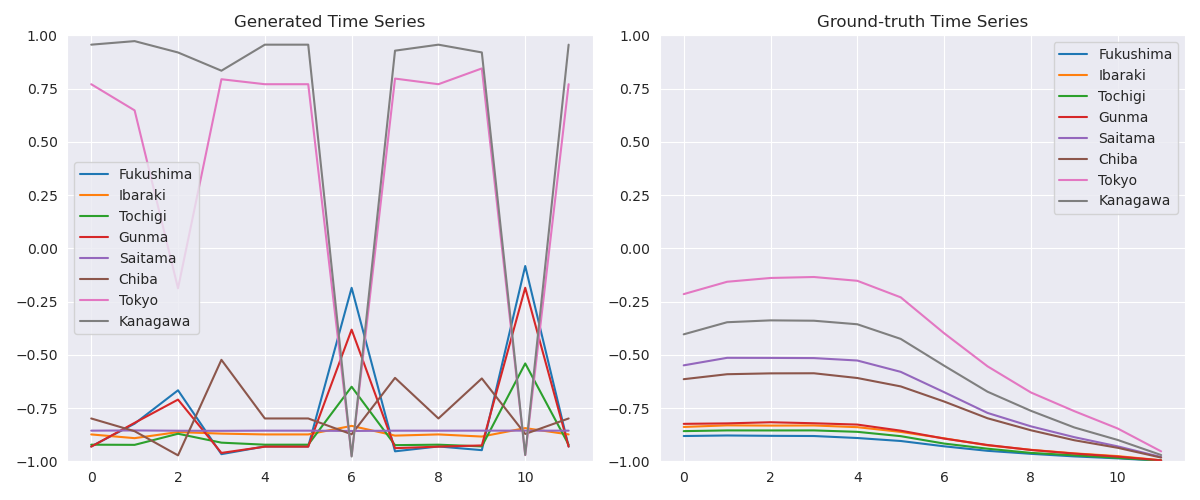 Generated Time Series
1.00
0.75
0.50
0.25
0.00
−0.25
−0.50
−0.75
−1.00
0 2 4 6 8 10
Fukushima
Ibaraki
Tochigi
Gunma
Saitama
Chiba
Tokyo
Kanagawa
Ground-truth Time Series
1.00
0.75
0.50
0.25
0.00
−0.25
−0.50
−0.75
−1.00
0 2 4 6 8 10
Fukushima
Ibaraki
Tochigi
Gunma
Saitama
Chiba
Tokyo
Kanagawa